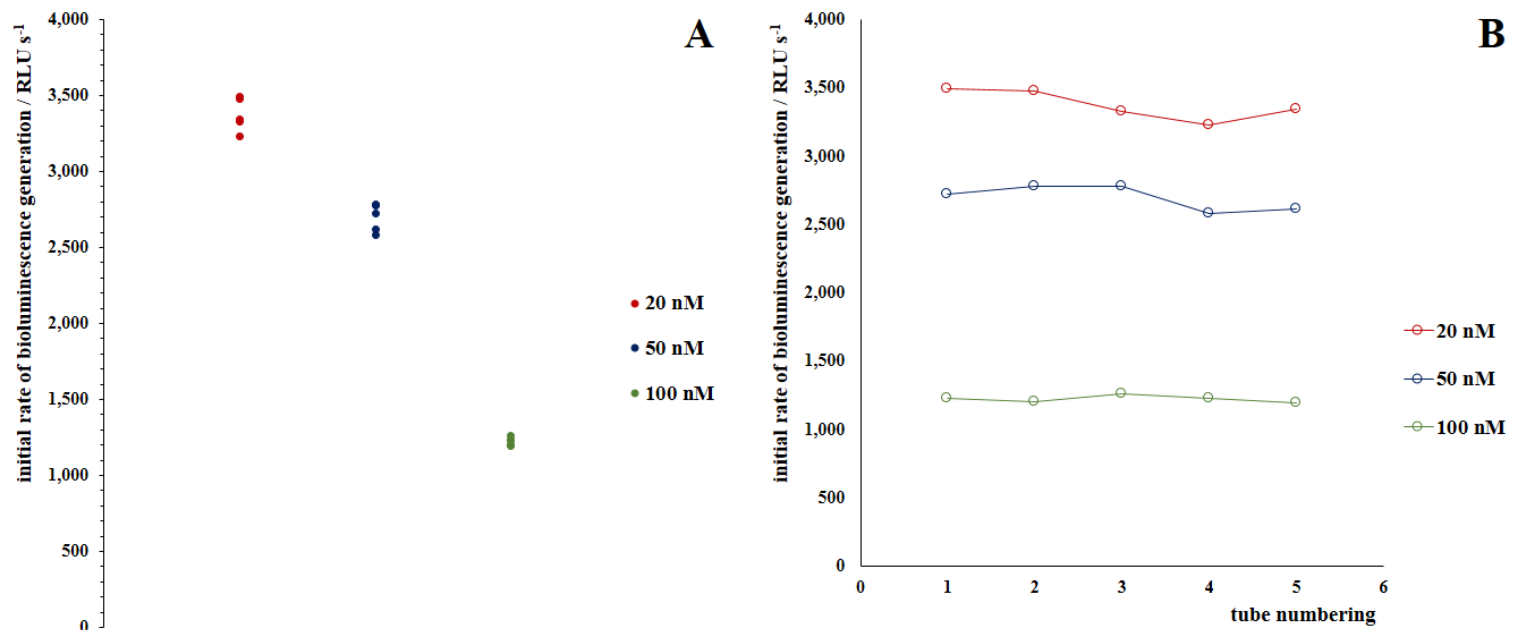 A
initial rate of bioluminescence generation / RLU s⁻¹
4,000
3,500
3,000
2,500
2,000
1,500
1,000
500
0
20 nM
50 nM
100 nM
B
initial rate of bioluminescence generation / RLU s⁻¹
4,000
3,500
3,000
2,500
2,000
1,500
1,000
500
0
0 1 2 3 4 5 6
tube numbering
20 nM
50 nM
100 nM